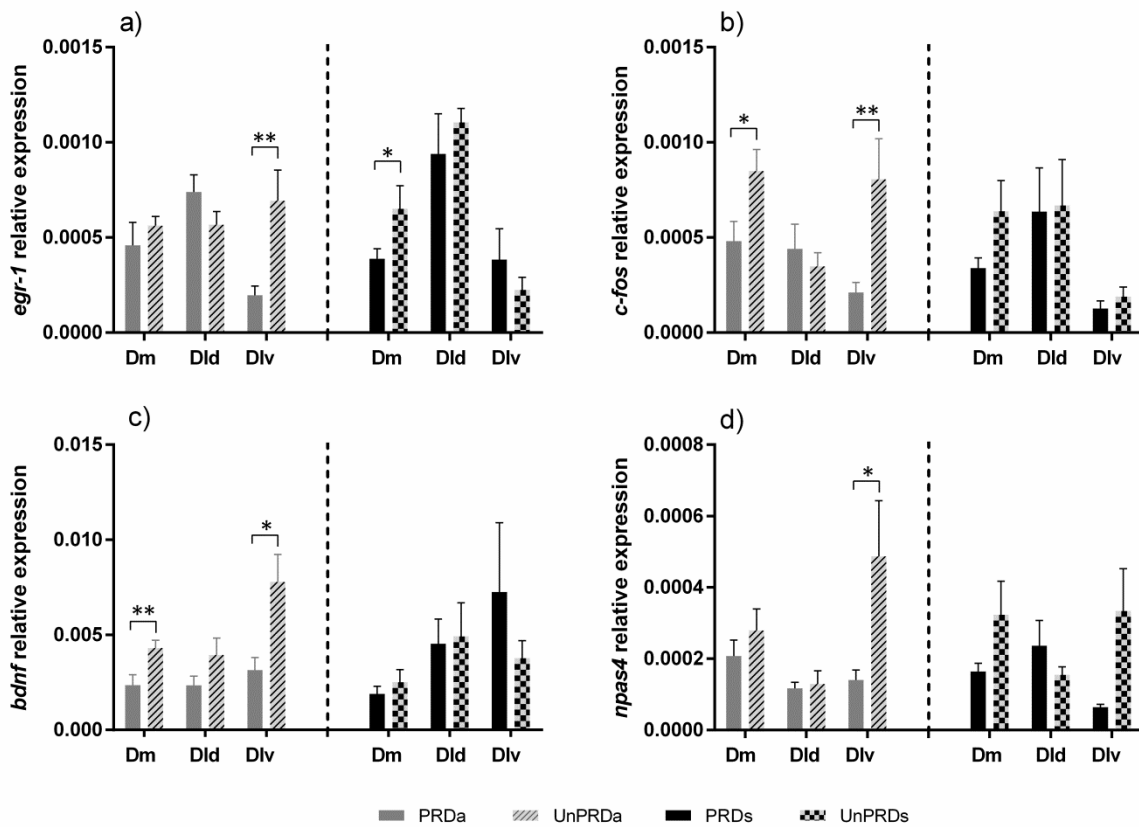 a)
egr-1 relative expression
0.0015
0.0010
0.0005
0.0000
**
*
Dm Dld Dlv Dm Dld Dlv
b)
c-fos relative expression
0.0015
0.0010
0.0005
0.0000
*
**
Dm Dld Dlv Dm Dld Dlv
c)
bdnf relative expression
0.015
0.010
0.005
0.000
**
*
Dm Dld Dlv Dm Dld Dlv
d)
npas4 relative expression
0.0008
0.0006
0.0004
0.0002
0.0000
*
Dm Dld Dlv Dm Dld Dlv
PRDa UnPRDa PRDs UnPRDs